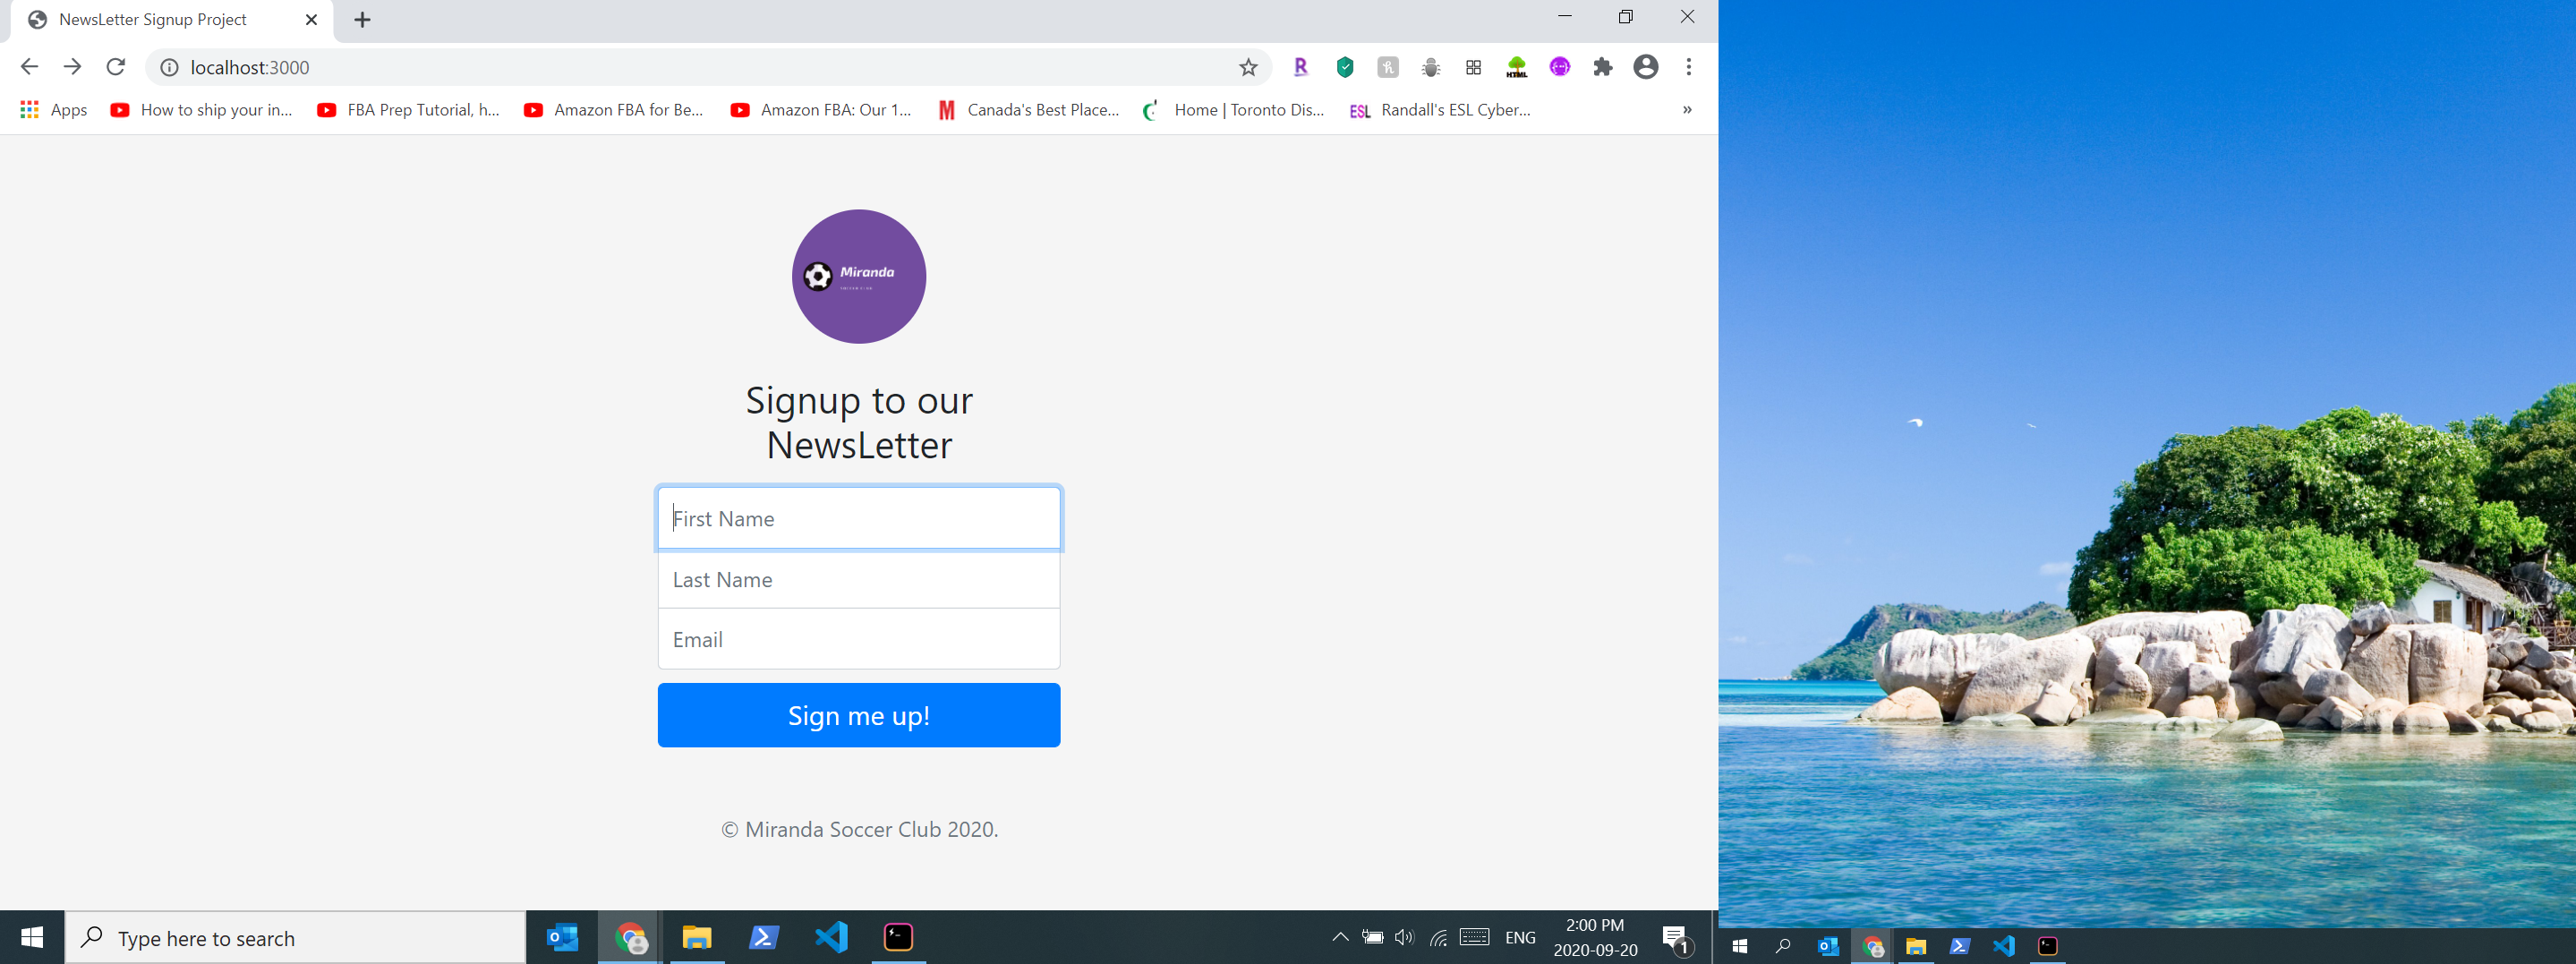 NewsLetter Signup Project
localhost:3000
Apps
How to ship your in...
FBA Prep Tutorial, h...
Amazon FBA for Be...
Amazon FBA: Our 1...
Canada's Best Place...
Home | Toronto Dis...
ESL Randall's ESL Cyber...
Miranda
Signup to our
NewsLetter
First Name
Last Name
Email
Sign me up!
© Miranda Soccer Club 2020.
Type here to search
ENG
2:00 PM
2020-09-20
1